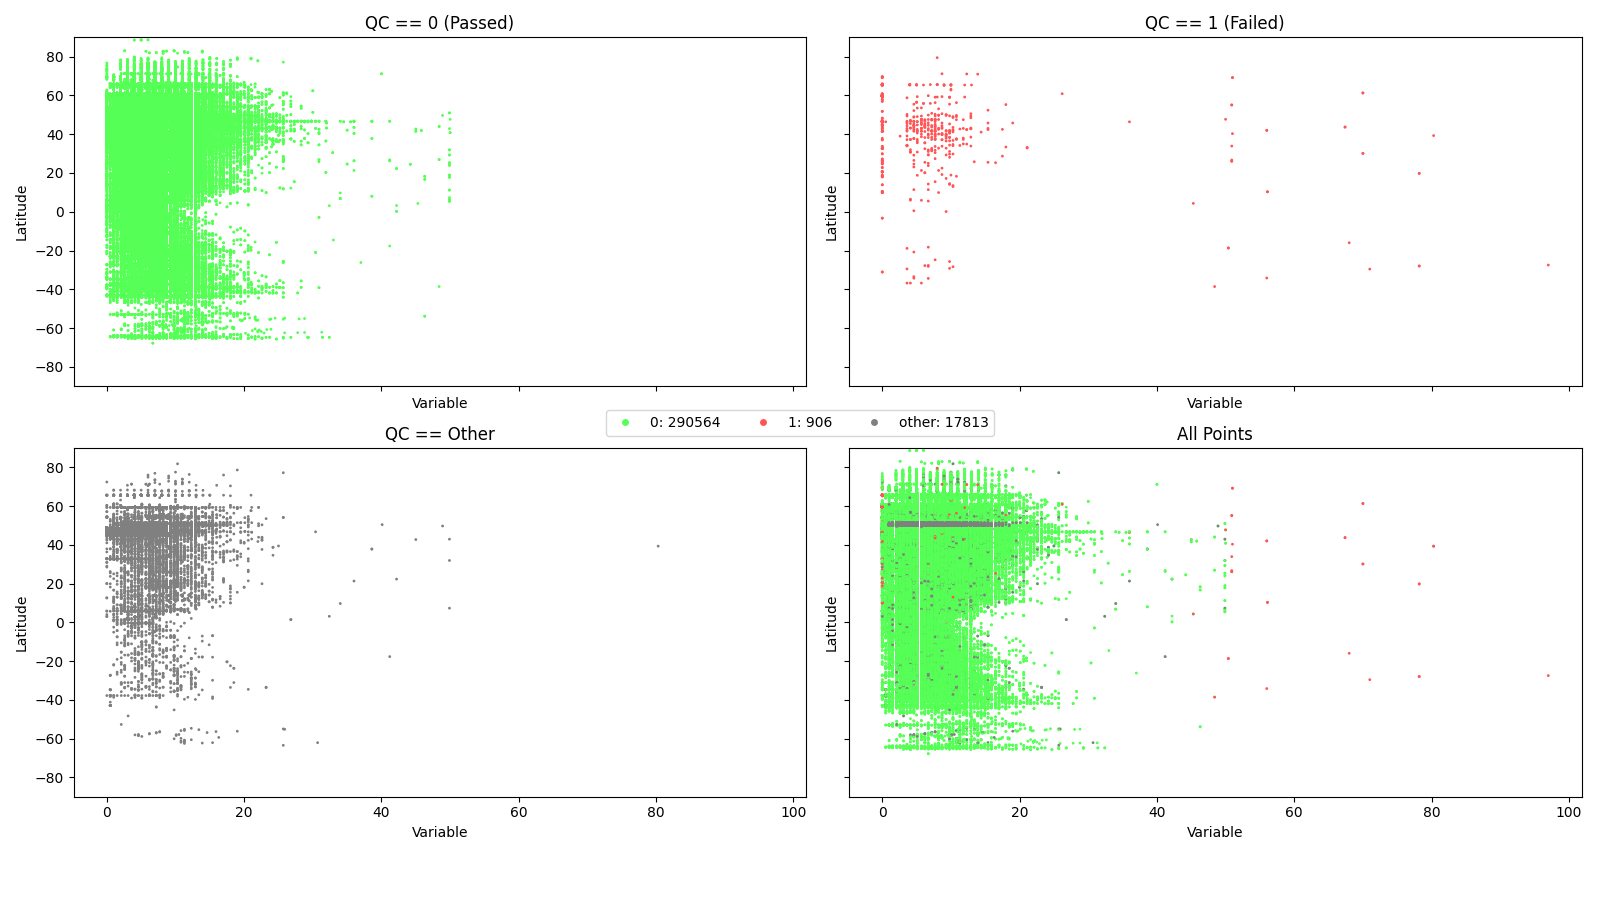 QC == 0 (Passed)
QC == 1 (Failed)
80
60
40
20
0
−20
−40
−60
−80
Latitude
Latitude
Variable
Variable
0: 290564 1: 906 other: 17813
QC == Other
All Points
80
60
40
20
0
−20
−40
−60
−80
Latitude
Latitude
0 20 40 60 80 100
0 20 40 60 80 100
Variable
Variable